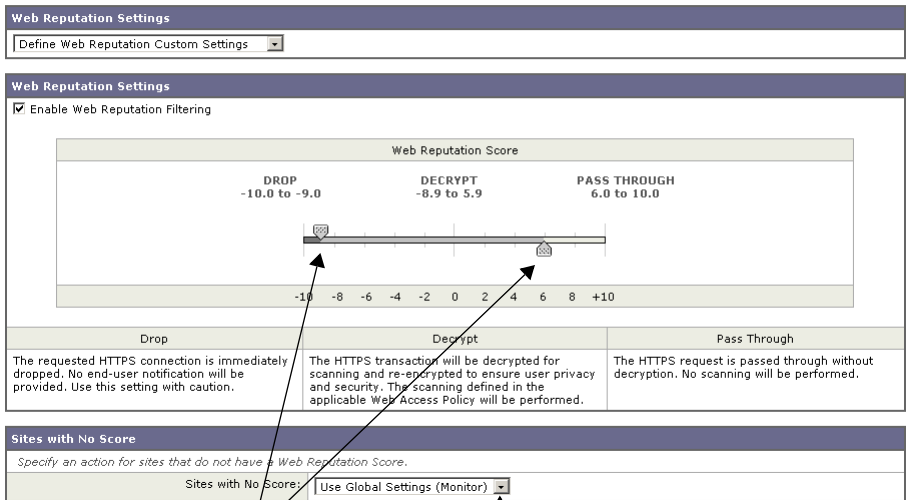 Web Reputation Settings
Define Web Reputation Custom Settings
Web Reputation Settings
Enable Web Reputation Filtering
Web Reputation Score
DROP DECRYPT PASS THROUGH
-10.0 to -9.0 -8.9 to 5.9 6.0 to 10.0
-10 -8 -6 -4 -2 0 2 4 6 8 +10
Drop Decrypt Pass Through
The requested HTTPS connection is immediately
dropped. No end-user notification will be
provided. Use this setting with caution.
The HTTPS transaction will be decrypted for
scanning and re-encrypted to ensure user privacy
and security. The scanning defined in the
applicable Web Access Policy will be performed.
The HTTPS request is passed through without
decryption. No scanning will be performed.
Sites with No Score
Specify an action for sites that do not have a Web Reputation Score.
Sites with No Score: Use Global Settings (Monitor)